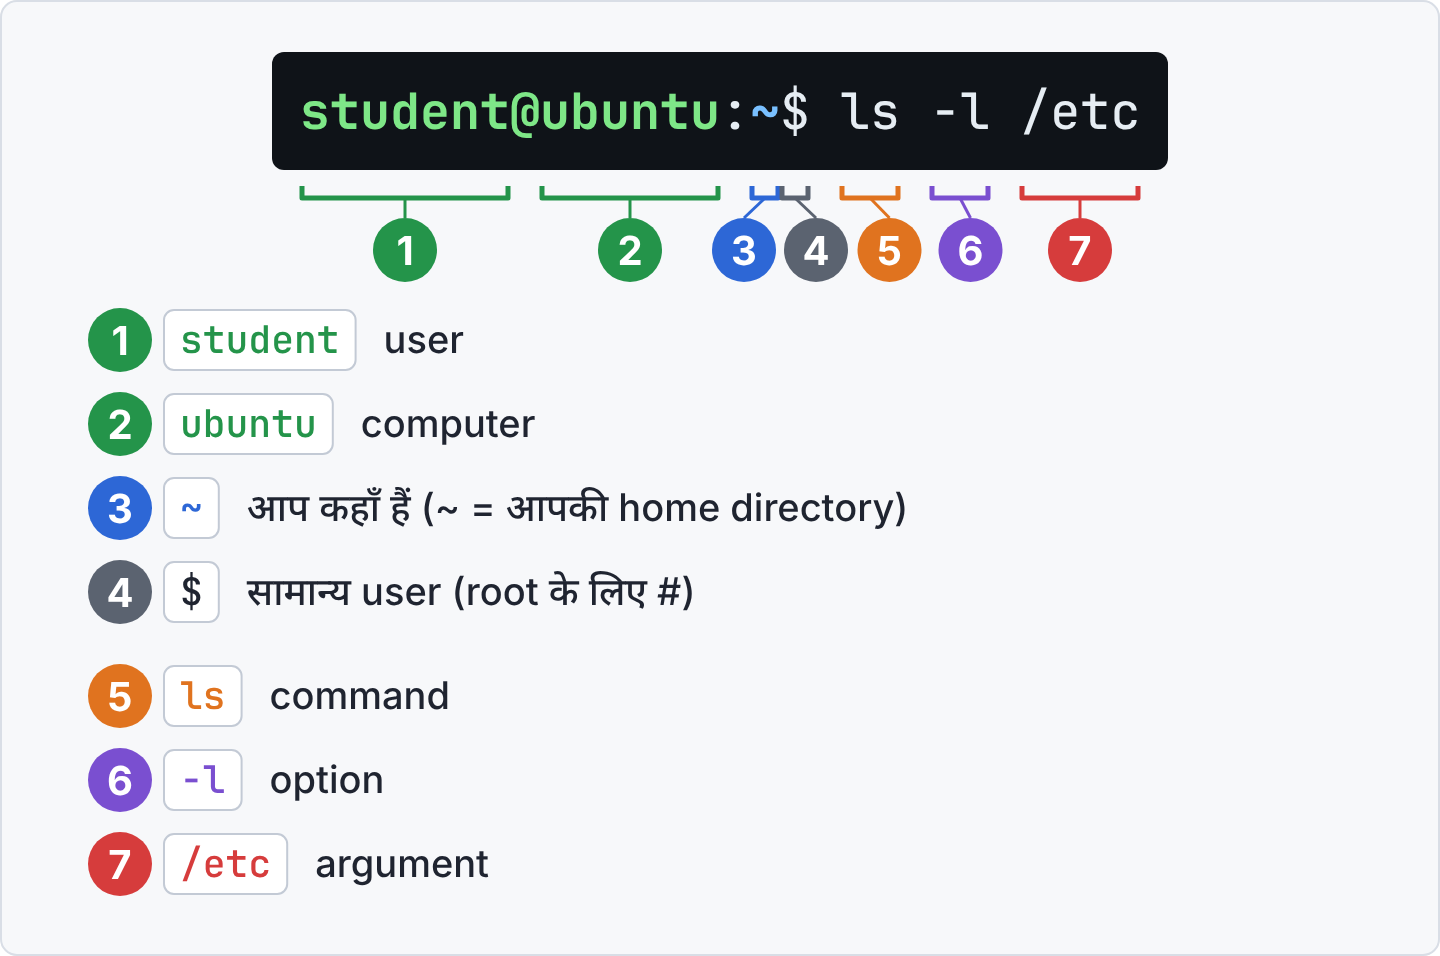 student@ubuntu:~$ ls -l /etc
1 2 3 4 5 6 7
1 student user
2 ubuntu computer
3 ~ आप कहाँ हैं (~ = आपकी home directory)
4 $ सामान्य user (root के लिए #)
5 ls command
6 -l option
7 /etc argument